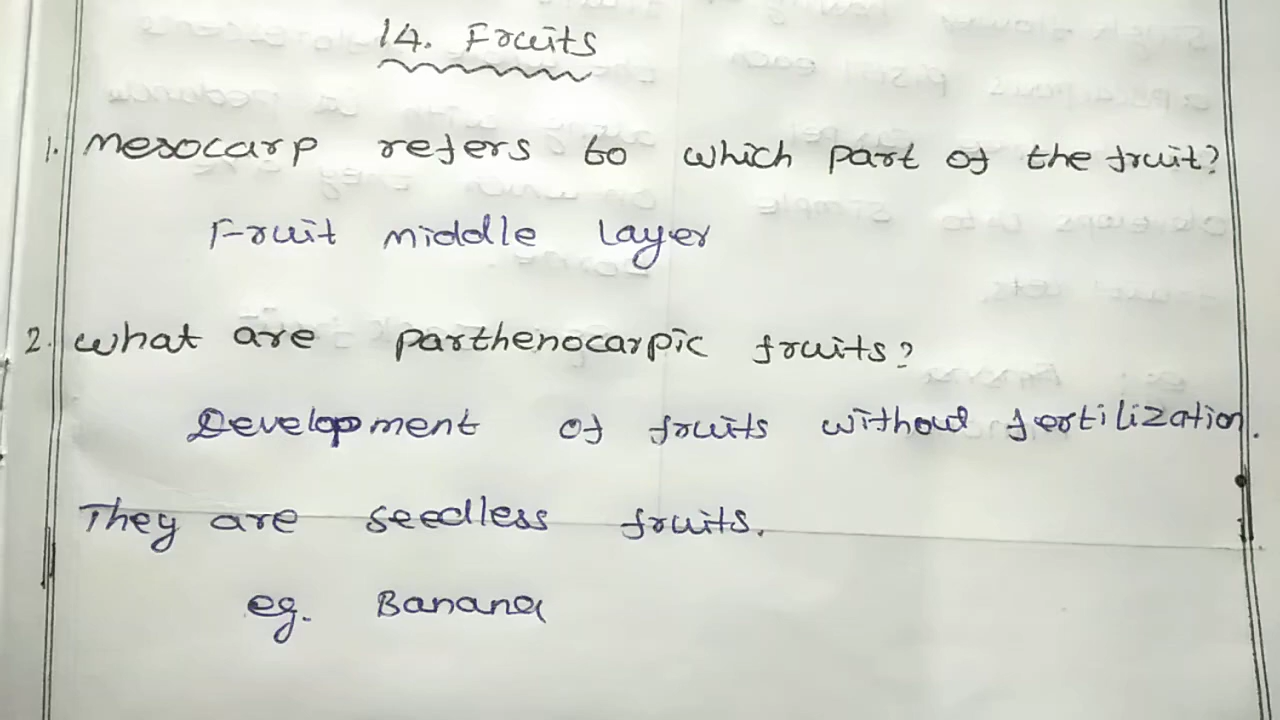 14. Fruits
1. Mesocarp refers to which part of the fruit?
Fruit middle layer
2. What are parthenocarpic fruits?
Development of fruits without fertilization.
They are seedless fruits.
eg. Banana